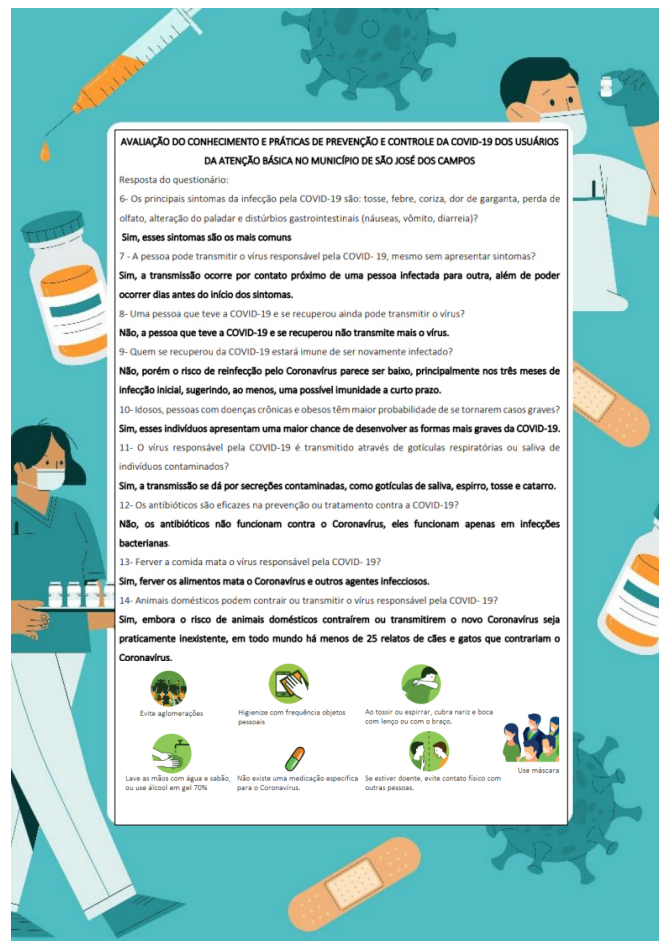 AVALIAÇÃO DO CONHECIMENTO E PRÁTICAS DE PREVENÇÃO E CONTROLE DA COVID-19 DOS USUÁRIOS
DA ATENÇÃO BÁSICA NO MUNICÍPIO DE SÃO JOSÉ DOS CAMPOS
Resposta do questionário:
6- Os principais sintomas da infecção pela COVID-19 são: tosse, febre, coriza, dor de garganta, perda de
olfato, alteração do paladar e distúrbios gastrointestinais (náuseas, vômito, diarreia)?
Sim, esses sintomas são os mais comuns
7 - A pessoa pode transmitir o vírus responsável pela COVID- 19, mesmo sem apresentar sintomas?
Sim, a transmissão ocorre por contato próximo de uma pessoa infectada para outra, além de poder
ocorrer dias antes do início dos sintomas.
8- Uma pessoa que teve a COVID-19 e se recuperou ainda pode transmitir o vírus?
Não, a pessoa que teve a COVID-19 e se recuperou não transmite mais o vírus.
9- Quem se recuperou da COVID-19 estará imune de ser novamente infectado?
Não, porém o risco de reinfecção pelo Coronavírus parece ser baixo, principalmente nos três meses de
infecção inicial, sugerindo, ao menos, uma possível imunidade a curto prazo.
10- Idosos, pessoas com doenças crônicas e obesos têm maior probabilidade de se tornarem casos graves?
Sim, esses indivíduos apresentam uma maior chance de desenvolver as formas mais graves da COVID-19.
11- O vírus responsável pela COVID-19 é transmitido através de gotículas respiratórias ou saliva de
indivíduos contaminados?
Sim, a transmissão se dá por secreções contaminadas, como gotículas de saliva, espirro, tosse e catarro.
12- Os antibióticos são eficazes na prevenção ou tratamento contra a COVID-19?
Não, os antibióticos não funcionam contra o Coronavírus, eles funcionam apenas em infecções
bacterianas.
13- Ferver a comida mata o vírus responsável pela COVID- 19?
Sim, ferver os alimentos mata o Coronavírus e outros agentes infecciosos.
14- Animais domésticos podem contrair ou transmitir o vírus responsável pela COVID- 19?
Sim, embora o risco de animais domésticos contraírem ou transmitirem o novo Coronavírus seja
praticamente inexistente, em todo mundo há menos de 25 relatos de cães e gatos que contrariam o
Coronavírus.
Evite aglomerações
Higienize com frequência objetos
pessoais
Ao tossir ou espirrar, cubra nariz e boca
com lenço ou com o braço.
Use máscara
Lave as mãos com água e sabão,
ou use álcool em gel 70%
Não existe uma medicação especifica
para o Coronavírus.
Se estiver doente, evite contato físico com
outras pessoas.